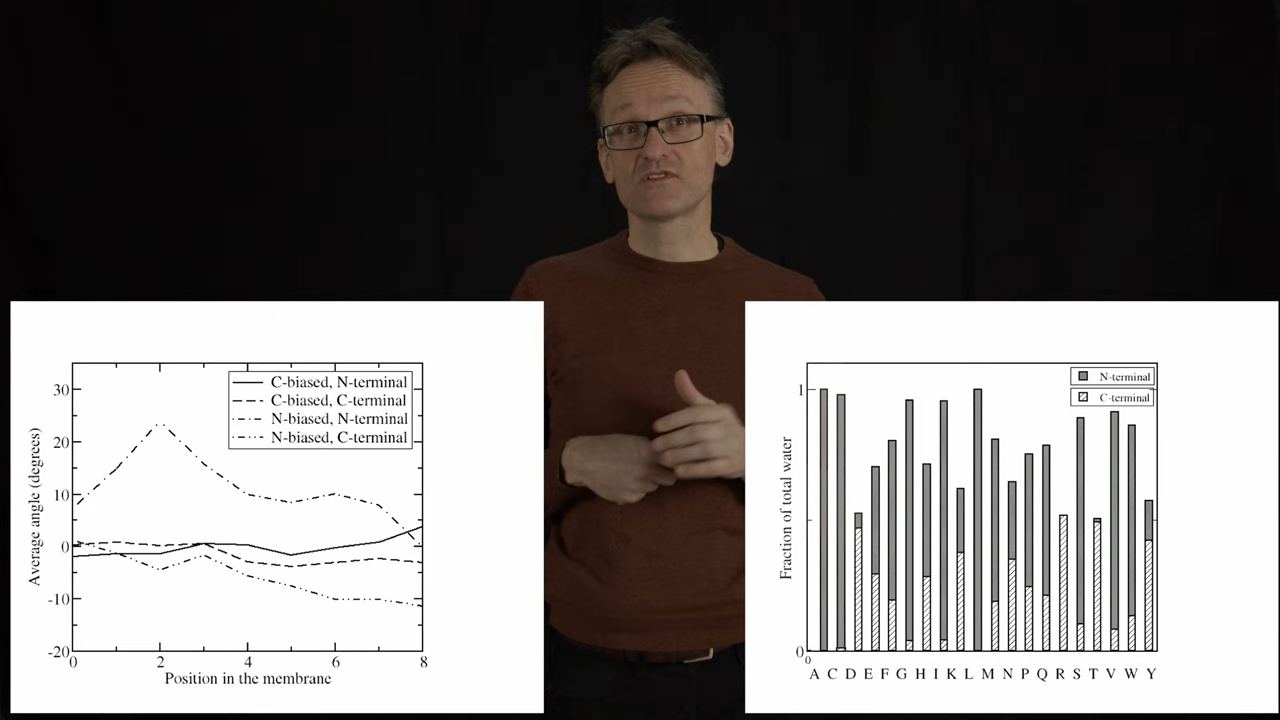 30
20
10
0
-10
-20
0 2 4 6 8
Average angle (degrees)
Position in the membrane
C-biased, N-terminal
C-biased, C-terminal
N-biased, N-terminal
N-biased, C-terminal
1
0
0
Fraction of total water
N-terminal
C-terminal
A C D E F G H I K L M N P Q R S T V W Y